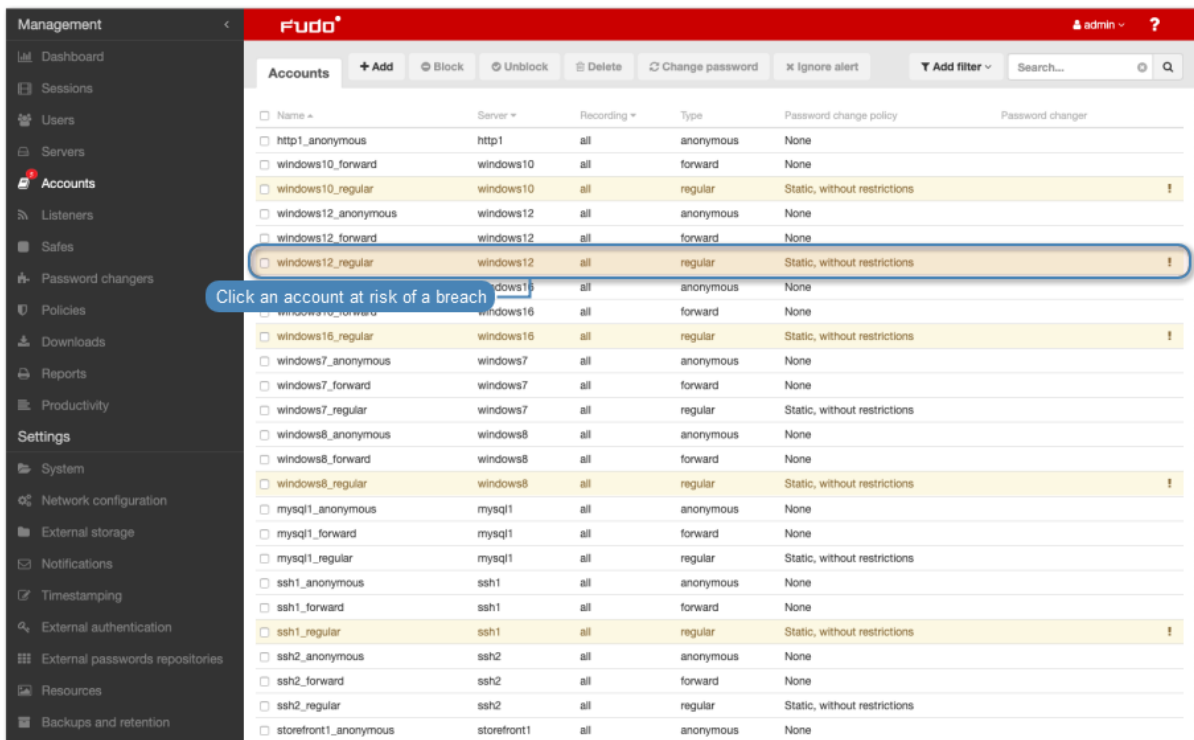 Management
Dashboard
Sessions
Users
Servers
Accounts
Listeners
Safes
Password changers
Policies
Downloads
Reports
Productivity
Settings
System
Network configuration
External storage
Notifications
Timestamping
External authentication
External passwords repositories
Resources
Backups and retention
FUDO
admin ?
Accounts + Add Block Unblock Delete Change password Ignore alert Add filter Search...
Name Server Recording Type Password change policy Password changer
http1_anonymous http1 all anonymous None
windows10_forward windows10 all forward None
windows10_regular windows10 all regular Static, without restrictions !
windows12_anonymous windows12 all anonymous None
windows12_forward windows12 all forward None
windows12_regular windows12 all regular Static, without restrictions !
Click an account at risk of a breach
all anonymous None
windows16 all forward None
windows16_regular windows16 all regular Static, without restrictions !
windows7_anonymous windows7 all anonymous None
windows7_forward windows7 all forward None
windows7_regular windows7 all regular Static, without restrictions
windows8_anonymous windows8 all anonymous None
windows8_forward windows8 all forward None
windows8_regular windows8 all regular Static, without restrictions !
mysql1_anonymous mysql1 all anonymous None
mysql1_forward mysql1 all forward None
mysql1_regular mysql1 all regular Static, without restrictions
ssh1_anonymous ssh1 all anonymous None
ssh1_forward ssh1 all forward None
ssh1_regular ssh1 all regular Static, without restrictions !
ssh2_anonymous ssh2 all anonymous None
ssh2_forward ssh2 all forward None
ssh2_regular ssh2 all regular Static, without restrictions
storefront1_anonymous storefront1 all anonymous None